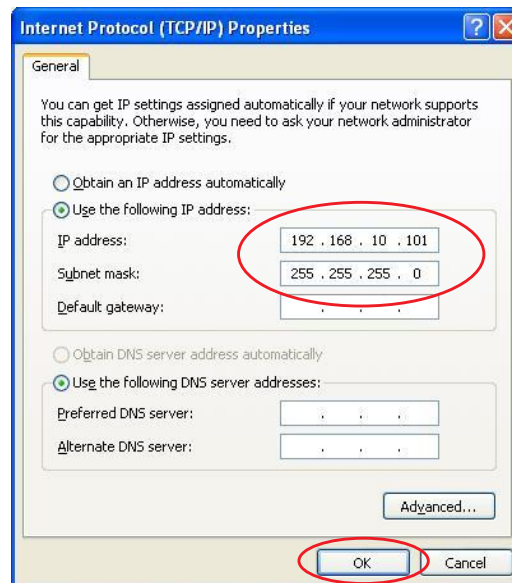 Internet Protocol (TCP/IP) Properties
General
You can get IP settings assigned automatically if your network supports
this capability. Otherwise, you need to ask your network administrator
for the appropriate IP settings.
Obtain an IP address automatically
Use the following IP address:
IP address: 192 . 168 . 10 . 101
Subnet mask: 255 . 255 . 255 . 0
Default gateway: . . .
Obtain DNS server address automatically
Use the following DNS server addresses:
Preferred DNS server: . . .
Alternate DNS server: . . .
Advanced...
OK Cancel